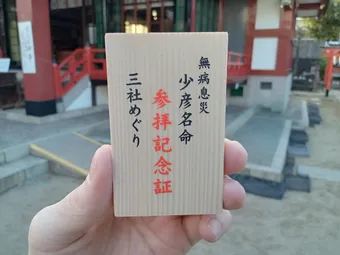 無病息災
少彦名命
参拝記念証
三社めぐり